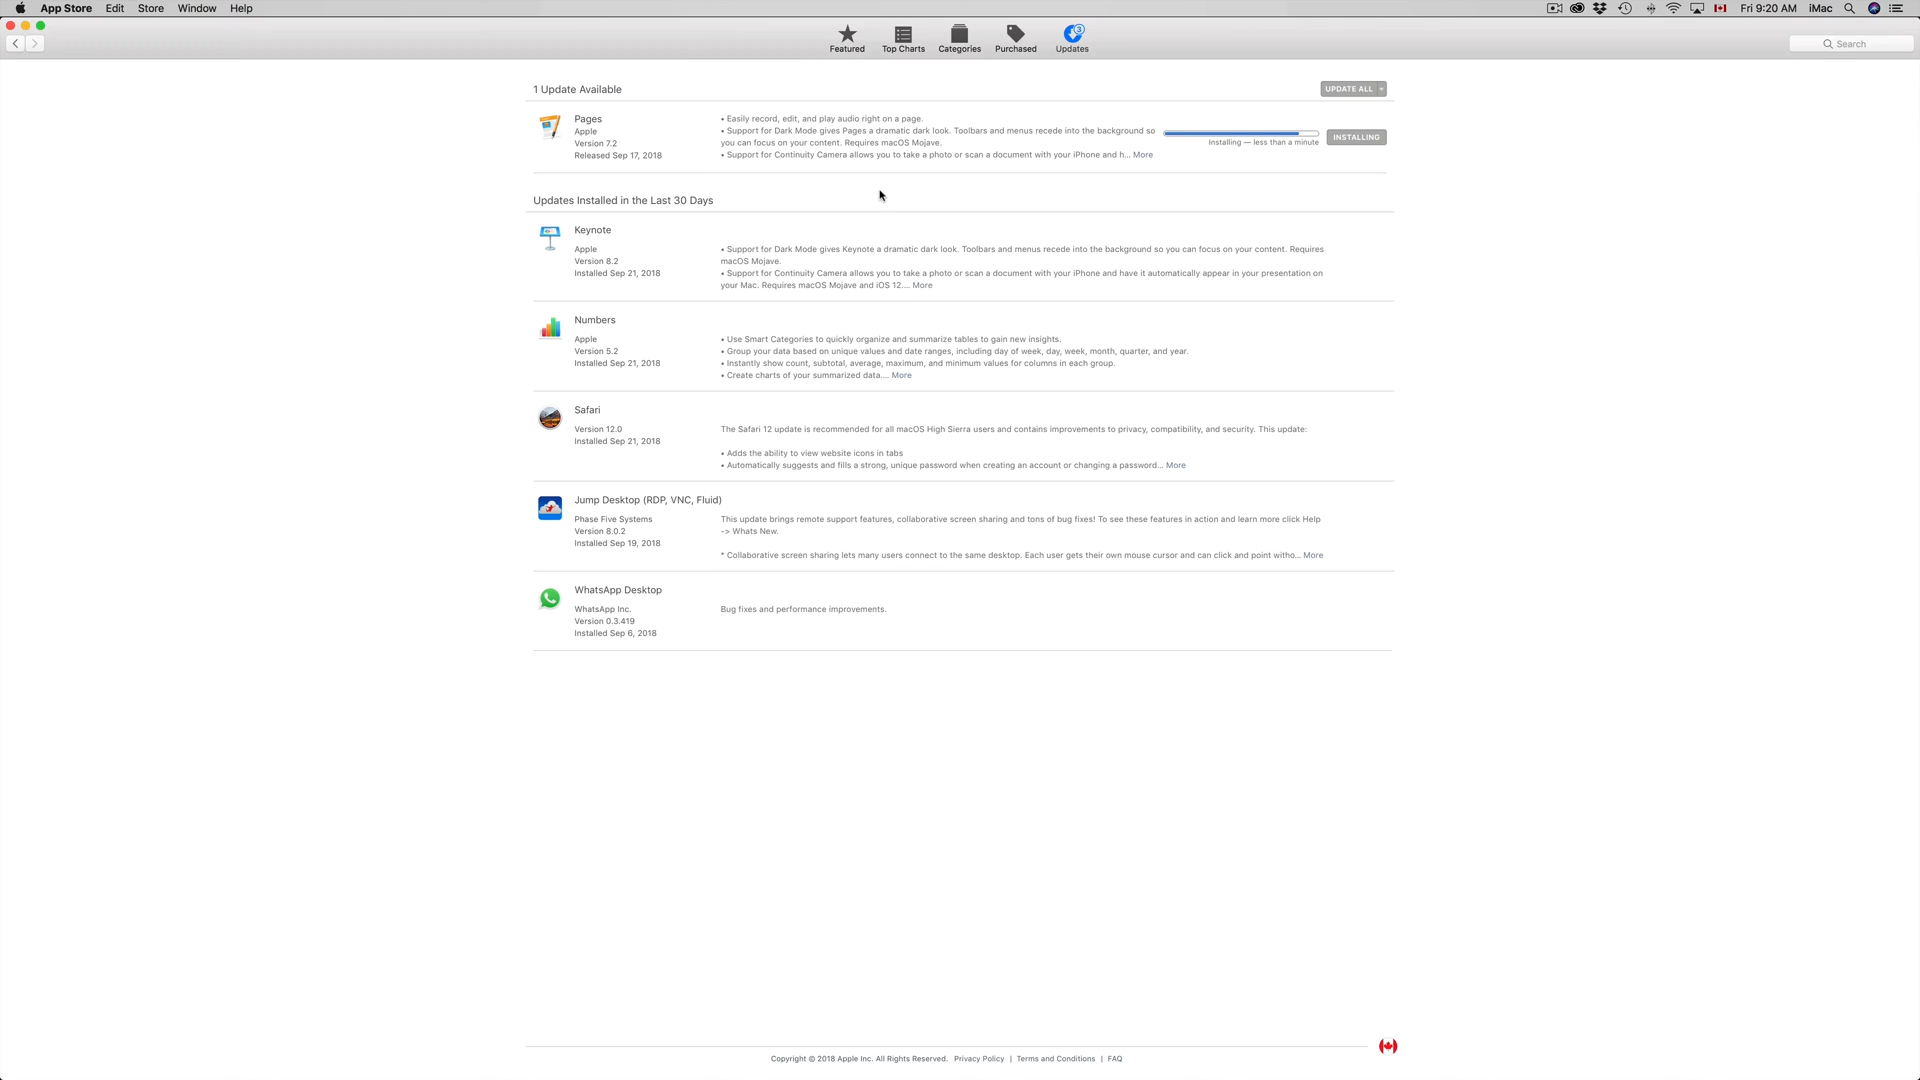 App Store Edit Store Window Help
Fri 9:20 AM iMac
Featured Top Charts Categories Purchased Updates
3
Search
1 Update Available
UPDATE ALL
Pages
Apple
Version 7.2
Released Sep 17, 2018
• Easily record, edit, and play audio right on a page.
• Support for Dark Mode gives Pages a dramatic dark look. Toolbars and menus recede into the background so
you can focus on your content. Requires macOS Mojave.
• Support for Continuity Camera allows you to take a photo or scan a document with your iPhone and h... More
Installing — less than a minute
INSTALLING
Updates Installed in the Last 30 Days
Keynote
Apple
Version 8.2
Installed Sep 21, 2018
• Support for Dark Mode gives Keynote a dramatic dark look. Toolbars and menus recede into the background so you can focus on your content. Requires
macOS Mojave.
• Support for Continuity Camera allows you to take a photo or scan a document with your iPhone and have it automatically appear in your presentation on
your Mac. Requires macOS Mojave and iOS 12.... More
Numbers
Apple
Version 5.2
Installed Sep 21, 2018
• Use Smart Categories to quickly organize and summarize tables to gain new insights.
• Group your data based on unique values and date ranges, including day of week, day, week, month, quarter, and year.
• Instantly show count, subtotal, average, maximum, and minimum values for columns in each group.
• Create charts of your summarized data.... More
Safari
Version 12.0
Installed Sep 21, 2018
The Safari 12 update is recommended for all macOS High Sierra users and contains improvements to privacy, compatibility, and security. This update:
• Adds the ability to view website icons in tabs
• Automatically suggests and fills a strong, unique password when creating an account or changing a password... More
Jump Desktop (RDP, VNC, Fluid)
Phase Five Systems
Version 8.0.2
Installed Sep 19, 2018
This update brings remote support features, collaborative screen sharing and tons of bug fixes! To see these features in action and learn more click Help
-> Whats New.
* Collaborative screen sharing lets many users connect to the same desktop. Each user gets their own mouse cursor and can click and point witho... More
WhatsApp Desktop
WhatsApp Inc.
Version 0.3.419
Installed Sep 6, 2018
Bug fixes and performance improvements.
Copyright © 2018 Apple Inc. All Rights Reserved. Privacy Policy | Terms and Conditions | FAQ